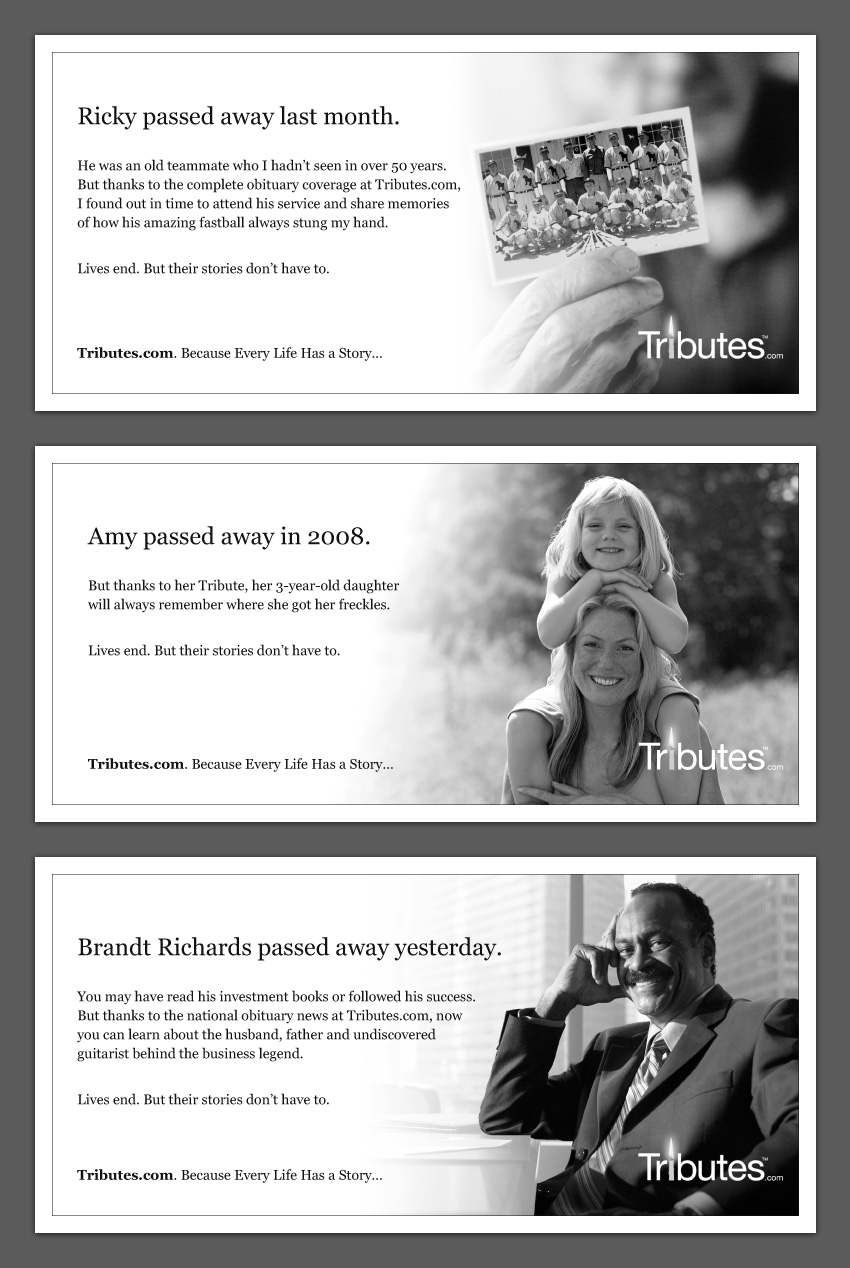 Ricky passed away last month.
He was an old teammate who I hadn't seen in over 50 years.
But thanks to the complete obituary coverage at Tributes.com,
I found out in time to attend his service and share memories
of how his amazing fastball always stung my hand.
Lives end. But their stories don't have to.
Tributes.com. Because Every Life Has a Story...
Tributes™.com
Amy passed away in 2008.
But thanks to her Tribute, her 3-year-old daughter
will always remember where she got her freckles.
Lives end. But their stories don't have to.
Tributes.com. Because Every Life Has a Story...
Tributes™.com
Brandt Richards passed away yesterday.
You may have read his investment books or followed his success.
But thanks to the national obituary news at Tributes.com, now
you can learn about the husband, father and undiscovered
guitarist behind the business legend.
Lives end. But their stories don't have to.
Tributes.com. Because Every Life Has a Story...
Tributes™.com